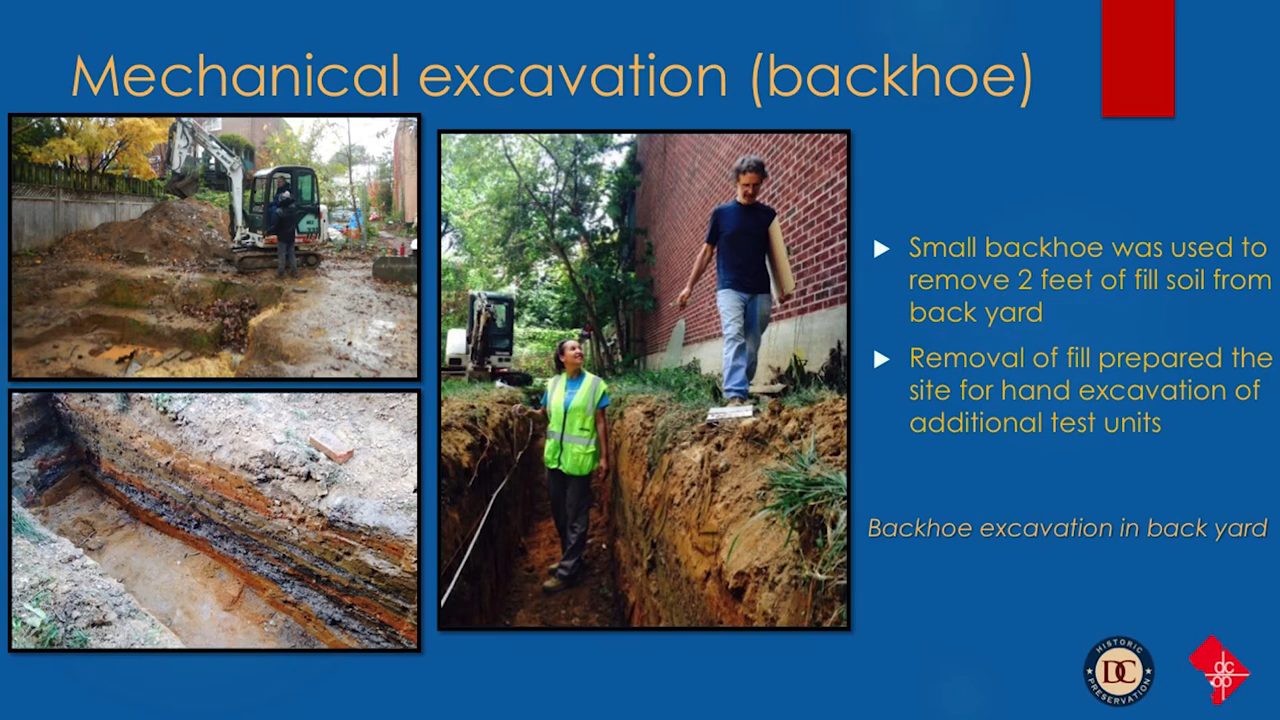 Mechanical excavation (backhoe)
Small backhoe was used to
remove 2 feet of fill soil from
back yard
Removal of fill prepared the
site for hand excavation of
additional test units
Backhoe excavation in back yard
HISTORIC
DC
PRESERVATION
dc
op